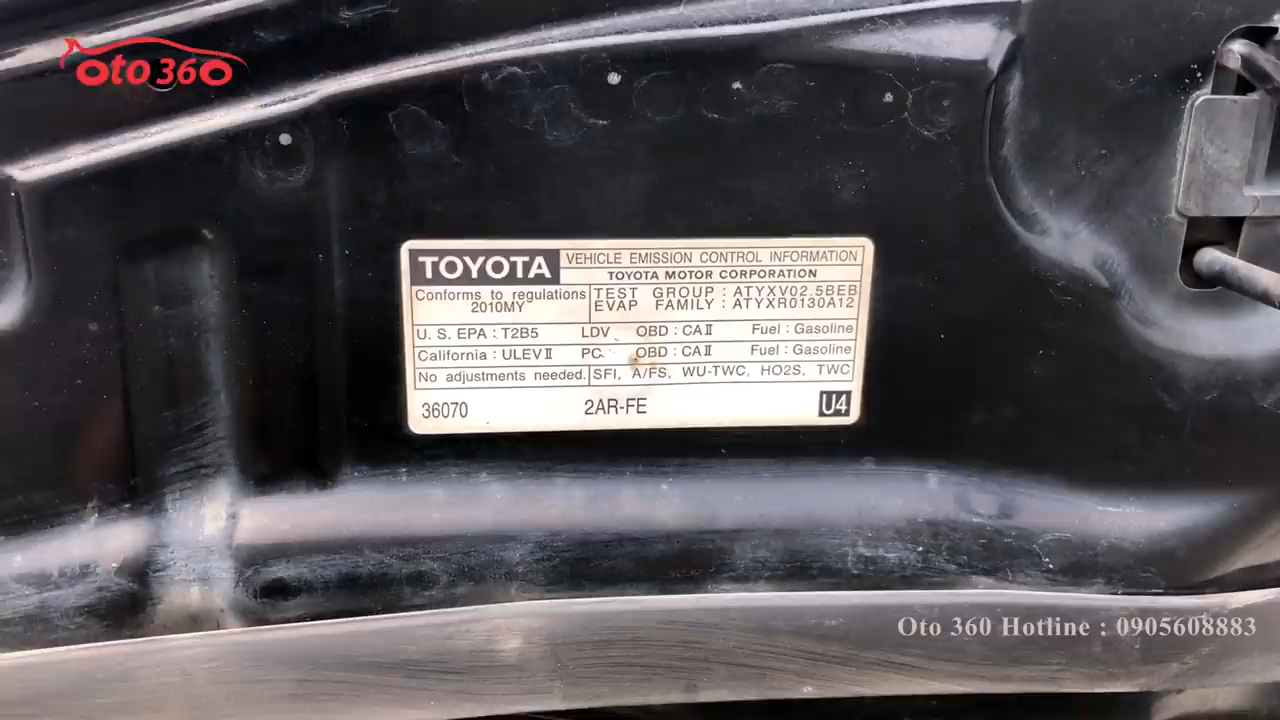 oto 360
TOYOTA
VEHICLE EMISSION CONTROL INFORMATION
TOYOTA MOTOR CORPORATION
Conforms to regulations
2010MY
TEST GROUP : ATYXV02.5BEB
EVAP FAMILY : ATYXR0130A12
U. S. EPA : T2B5 LDV OBD : CAⅡ Fuel : Gasoline
California : ULEVⅡ PC OBD : CAⅡ Fuel : Gasoline
No adjustments needed. SFI, A/FS, WU-TWC, HO2S, TWC
36070 2AR-FE U4
Oto 360 Hotline : 0905608883